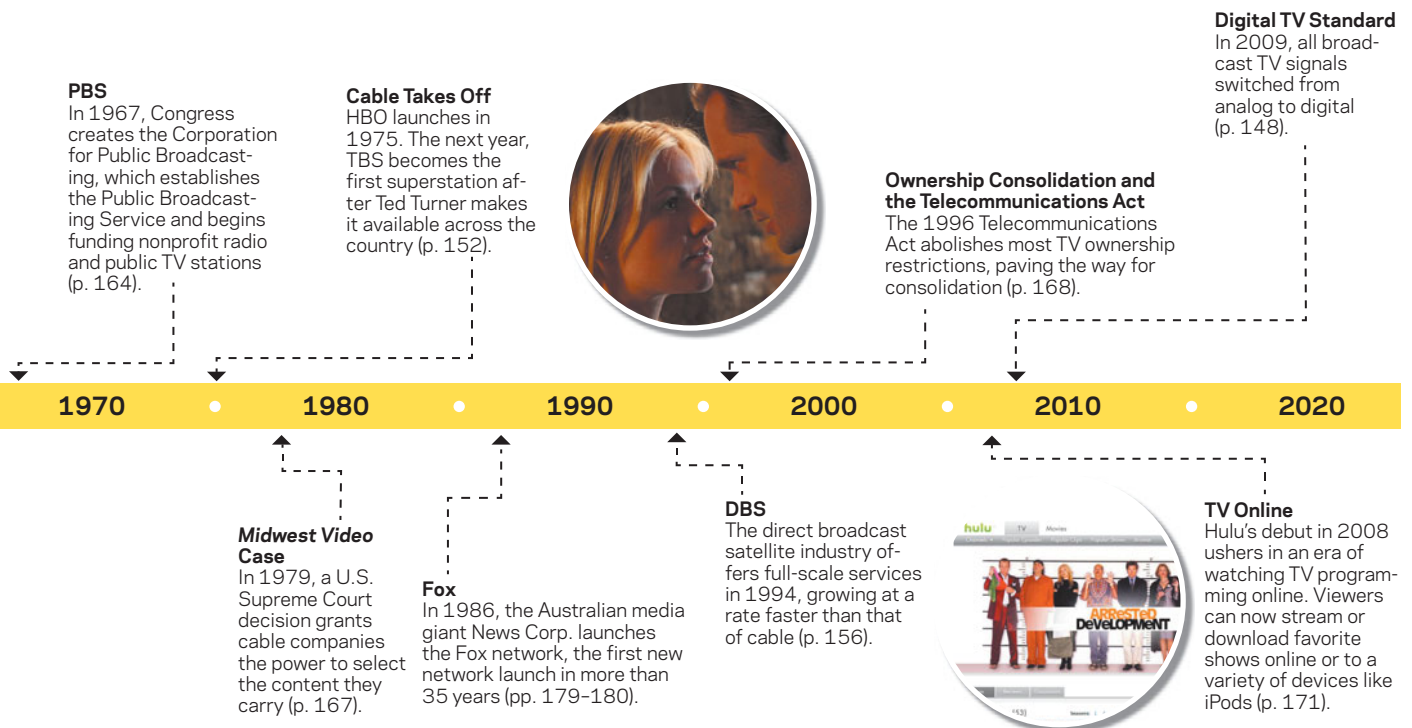 PBS
In 1967, Congress
creates the Corporation
for Public Broadcast-
ing, which establishes
the Public Broadcast-
ing Service and begins
funding nonprofit radio
and public TV stations
(p. 164).
Cable Takes Off
HBO launches in
1975. The next year,
TBS becomes the
first superstation af-
ter Ted Turner makes
it available across the
country (p. 152).
Ownership Consolidation and
the Telecommunications Act
The 1996 Telecommunications
Act abolishes most TV ownership
restrictions, paving the way for
consolidation (p. 168).
Digital TV Standard
In 2009, all broad-
cast TV signals
switched from
analog to digital
(p. 148).
1970 1980 1990 2000 2010 2020
Midwest Video
Case
In 1979, a U.S.
Supreme Court
decision grants
cable companies
the power to select
the content they
carry (p. 167).
Fox
In 1986, the Australian media
giant News Corp. launches
the Fox network, the first new
network launch in more than
35 years (pp. 179–180).
DBS
The direct broadcast
satellite industry of-
fers full-scale services
in 1994, growing at a
rate faster than that
of cable (p. 156).
hulu TV Movies
ARReSTeD
DeVeLOPMeNT
TV Online
Hulu's debut in 2008
ushers in an era of
watching TV program-
ming online. Viewers
can now stream or
download favorite
shows online or to a
variety of devices like
iPods (p. 171).